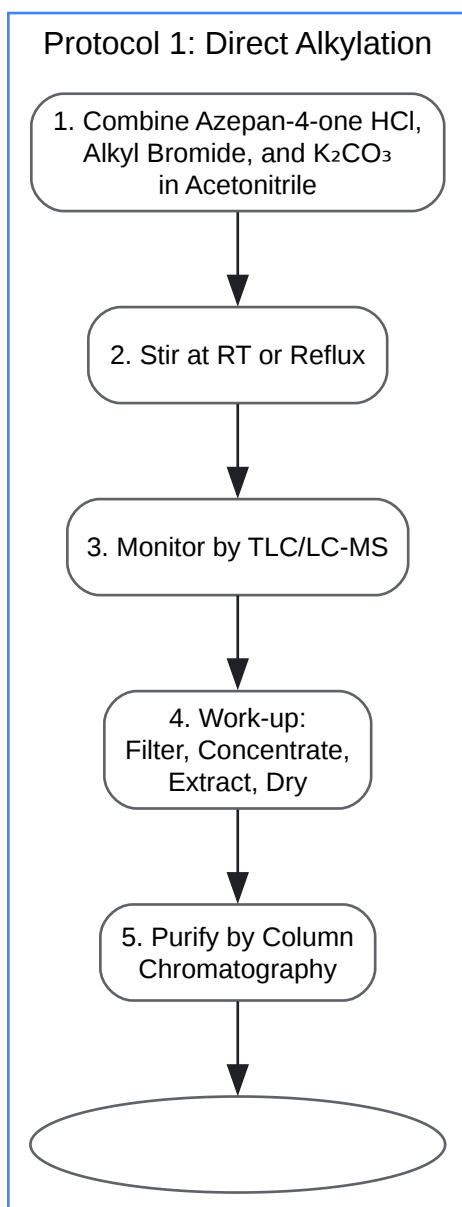 Protocol 1: Direct Alkylation
1. Combine Azepan-4-one HCl,
Alkyl Bromide, and K₂CO₃
in Acetonitrile
2. Stir at RT or Reflux
3. Monitor by TLC/LC-MS
4. Work-up:
Filter, Concentrate,
Extract, Dry
5. Purify by Column
Chromatography